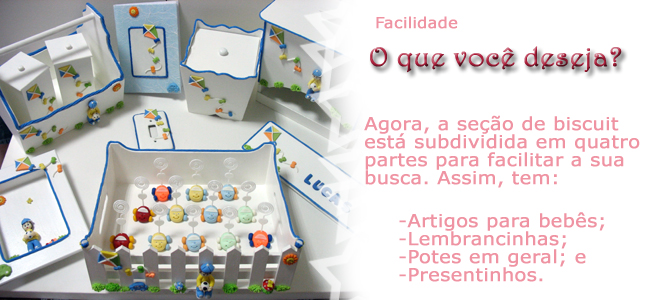 Facilidade
O que você deseja?
Agora, a seção de biscuit
está subdividida em quatro
partes para facilitar a sua
busca. Assim, tem:
-Artigos para bebês;
-Lembrancinhas;
-Potes em geral; e
-Presentinhos.